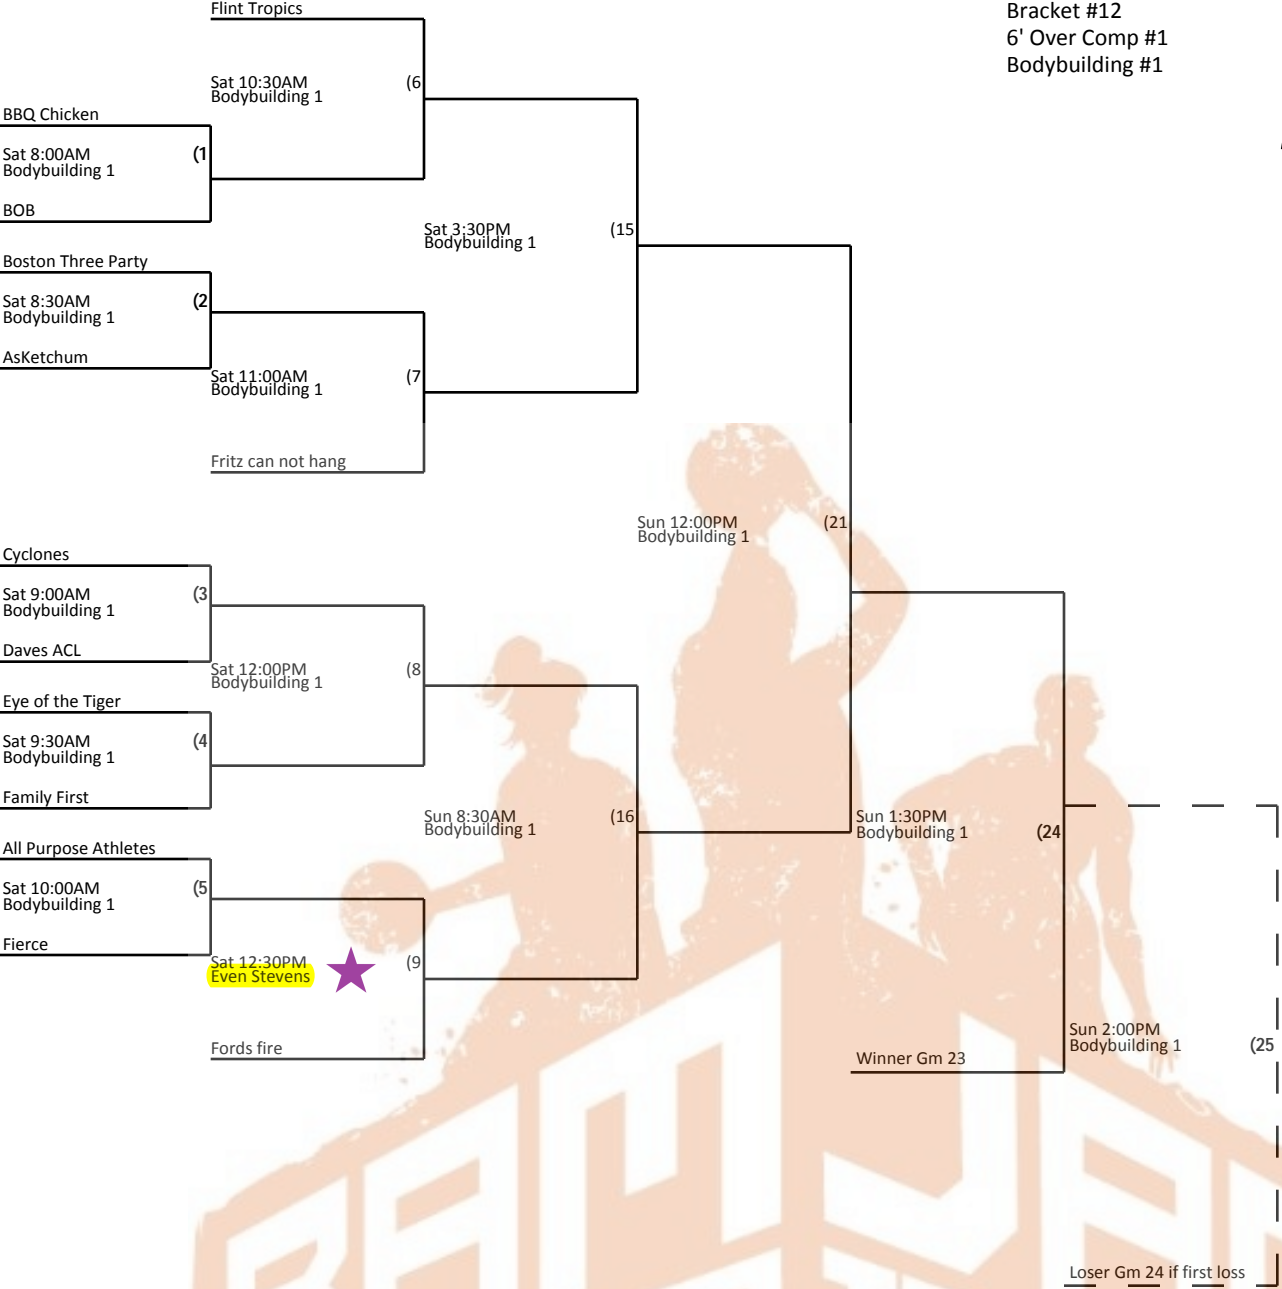 Flint Tropics
Bracket #12
6' Over Comp #1
Bodybuilding #1
Sat 10:30AM (6
Bodybuilding 1
BBQ Chicken
Sat 8:00AM (1
Bodybuilding 1
BOB
Sat 3:30PM (15
Bodybuilding 1
Boston Three Party
Sat 8:30AM (2
Bodybuilding 1
AsKetchum
Sat 11:00AM (7
Bodybuilding 1
Fritz can not hang
Sun 12:00PM (21
Bodybuilding 1
Cyclones
Sat 9:00AM (3
Bodybuilding 1
Daves ACL
Sat 12:00PM (8
Bodybuilding 1
Eye of the Tiger
Sat 9:30AM (4
Bodybuilding 1
Family First
Sun 8:30AM (16
Bodybuilding 1
Sun 1:30PM (24
Bodybuilding 1
All Purpose Athletes
Sat 10:00AM (5
Bodybuilding 1
Fierce
Sat 12:30PM (9
Even Stevens
Fords fire
Sun 2:00PM (25
Bodybuilding 1
Winner Gm 23
Loser Gm 24 if first loss